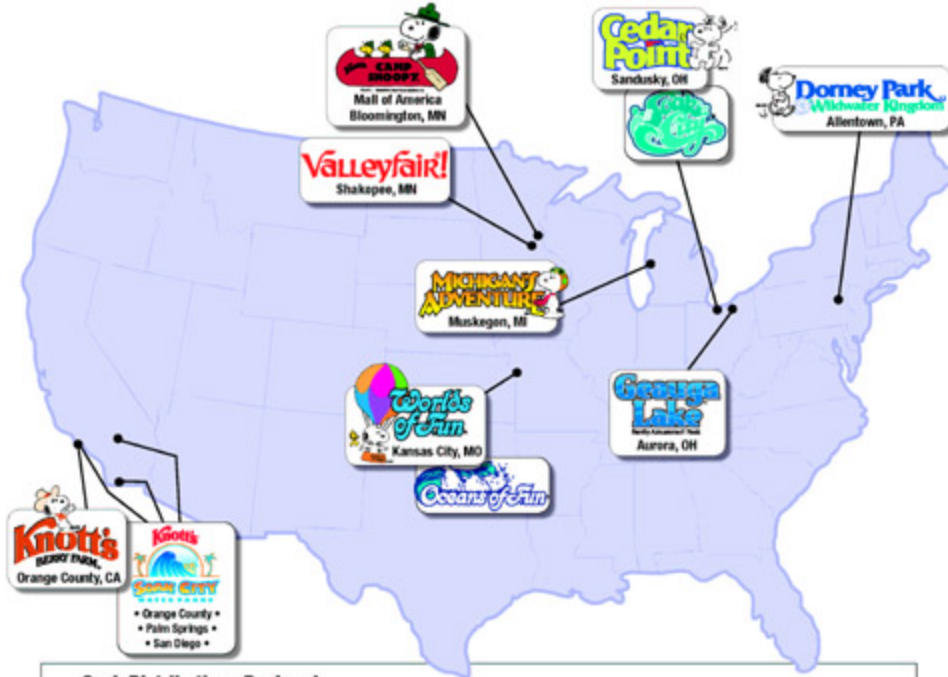 CAMP
SNOOPY
Mall of America
Bloomington, MN
Cedar
Point
Sandusky, OH
Dorney Park
Wildwater Kingdom
Allentown, PA
Valleyfair!
Shakopee, MN
MICHIGAN'S
ADVENTURE
Muskegon, MI
Worlds
of Fun
Kansas City, MO
Oceans of Fun
Geauga
Lake
Aurora, OH
Knott's
BERRY FARM
Orange County, CA
Knott's
SOAK CITY
WATER PARKS
• Orange County •
• Palm Springs •
• San Diego •